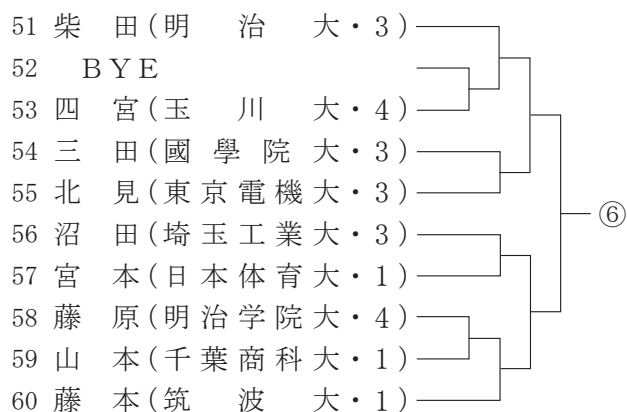 51 柴 田(明 治 大・3)
52 BYE
53 四 宮(玉 川 大・4)
54 三 田(國 學 院 大・3)
55 北 見(東京電機大・3)
56 沼 田(埼玉工業大・3)
57 宮 本(日本体育大・1)
58 藤 原(明治学院大・4)
59 山 本(千葉商科大・1)
60 藤 本(筑 波 大・1)
⑥